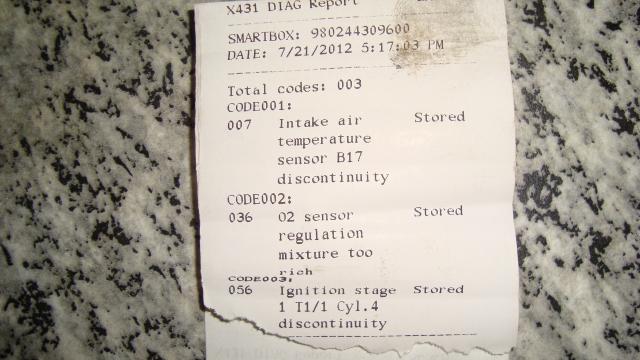 X431 DIAG Report
SMARTBOX: 980244309600
DATE: 7/21/2012 5:17:03 PM
Total codes: 003
CODE001:
007 Intake air Stored
temperature
sensor B17
discontinuity
CODE002:
036 O2 sensor Stored
regulation
mixture too
rich
CODE003:
056 Ignition stage Stored
1 T1/1 Cyl.4
discontinuity